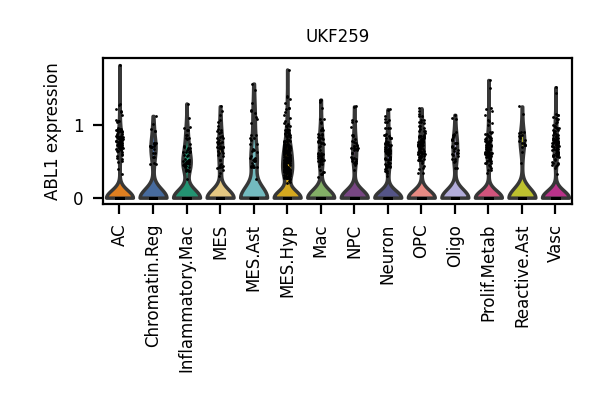 UKF259
ABL1 expression
1
0
AC
Chromatin.Reg
Inflammatory.Mac
MES
MES.Ast
MES.Hyp
Mac
NPC
Neuron
OPC
Oligo
Prolif.Metab
Reactive.Ast
Vasc